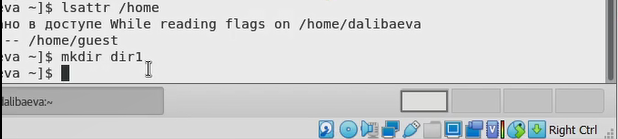 eva ~]$ lsattr /home
ано в доступе While reading flags on /home/dalibaeva
-- /home/guest
eva ~]$ mkdir dir1
eva ~]$
dalibaeva:~
Right Ctrl